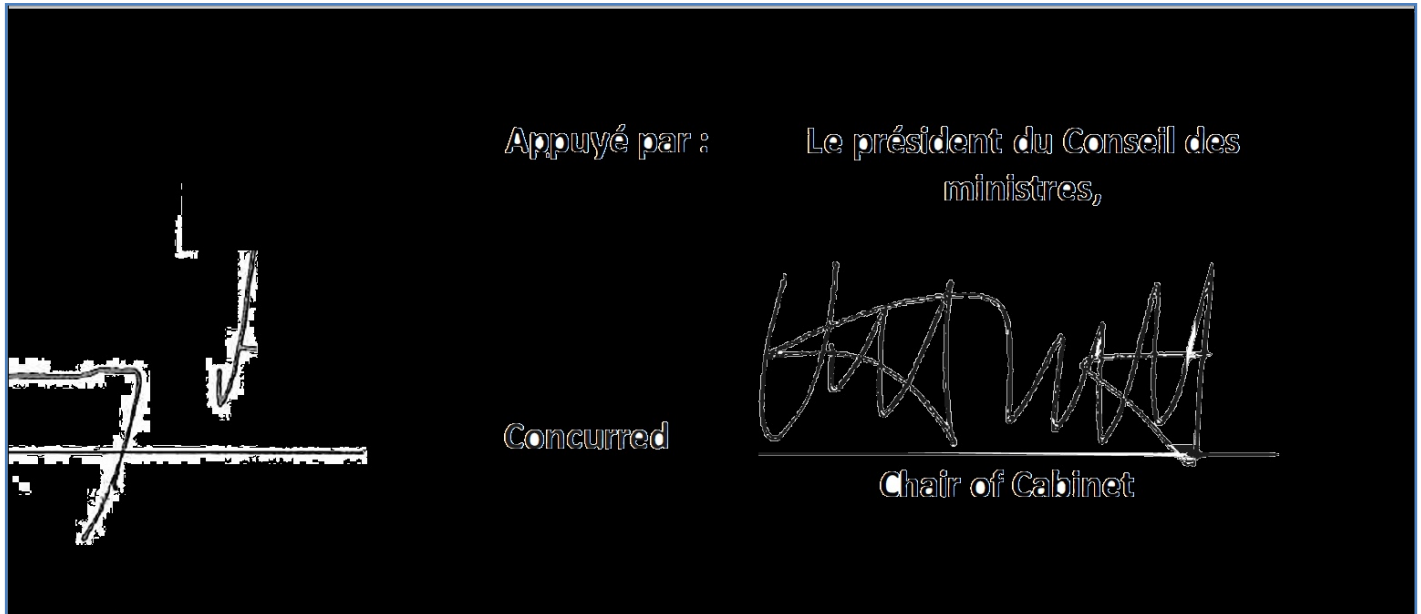 Appuyé par :
Le président du Conseil des
ministres,
Concurred
Chair of Cabinet